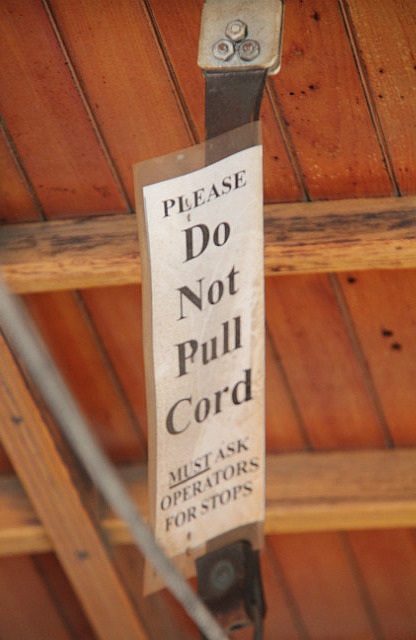 PLEASE
Do
Not
Pull
Cord
MUST ASK
OPERATORS
FOR STOPS